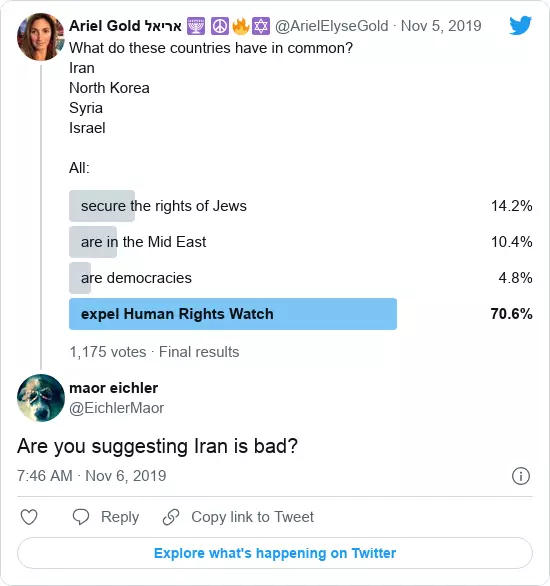 Ariel Gold אריאל 🕎 ☮️🔥✡️ @ArielElyseGold · Nov 5, 2019
What do these countries have in common?
Iran
North Korea
Syria
Israel
All:
secure the rights of Jews 14.2%
are in the Mid East 10.4%
are democracies 4.8%
expel Human Rights Watch 70.6%
1,175 votes · Final results
maor eichler
@EichlerMaor
Are you suggesting Iran is bad?
7:46 AM · Nov 6, 2019
Reply Copy link to Tweet
Explore what's happening on Twitter